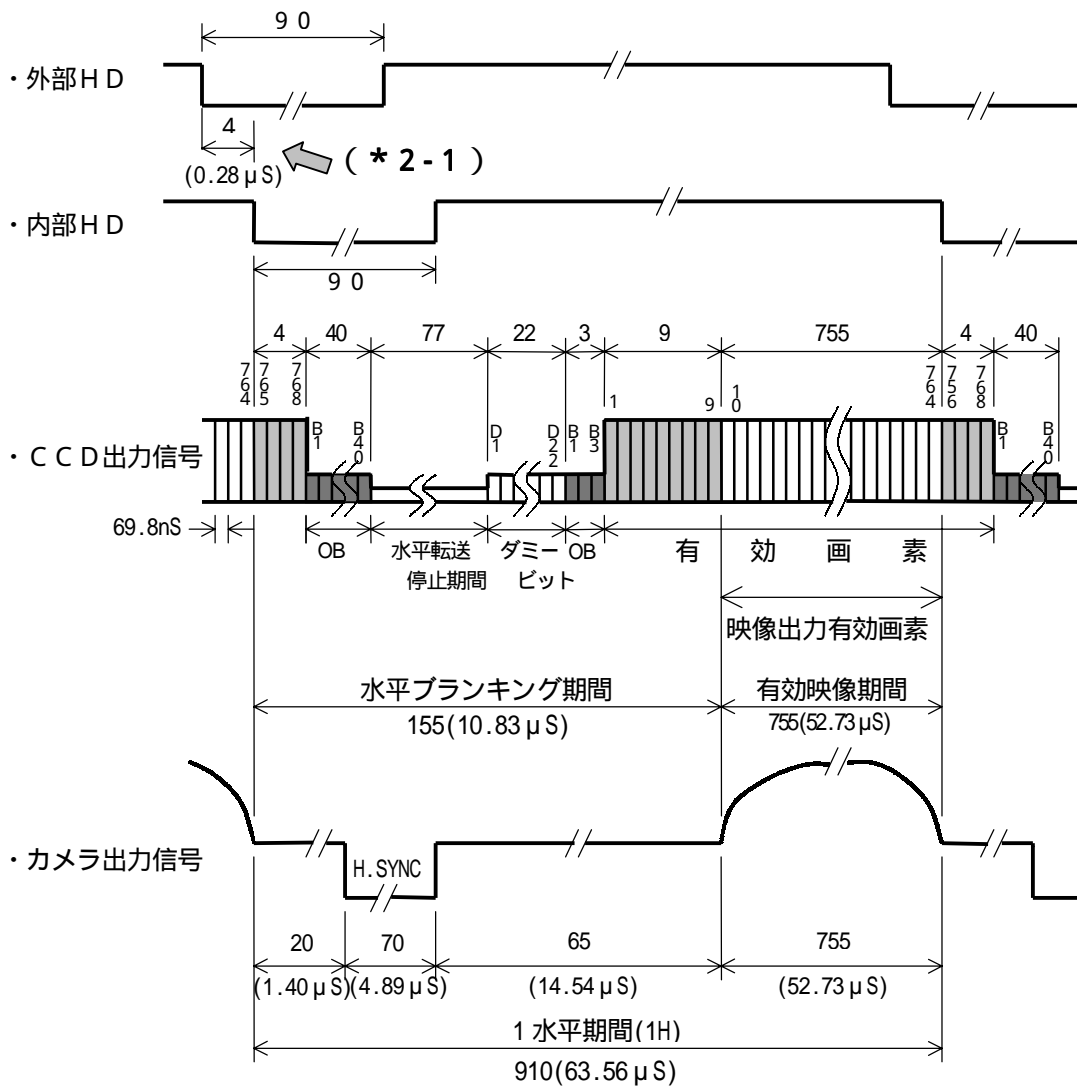 ９０
・外部ＨＤ
4
(0.28μS)
（＊2-1）
・内部ＨＤ
９０
4 40 77 22 3 9 755 4 40
764 765 768 B1 B40 D1 D22 B1 B3 1 9 10 764 756 768 B1 B40
・ＣＣＤ出力信号
69.8nS
OB 水平転送停止期間 ダミービット OB 有効画素
映像出力有効画素
水平ブランキング期間 有効映像期間
155(10.83μS) 755(52.73μS)
・カメラ出力信号
H.SYNC
20 70 65 755
(1.40μS) (4.89μS) (14.54μS) (52.73μS)
1水平期間(1H)
910(63.56μS)